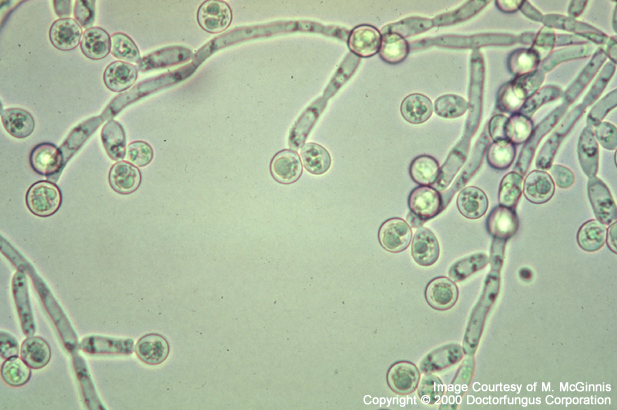 Image Courtesy of M. McGinnis
Copyright © 2000 Doctorfungus Corporation